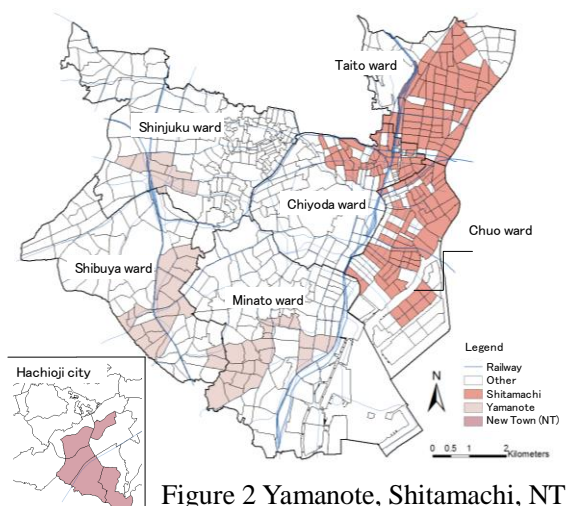 Taito ward
Shinjuku ward
Chiyoda ward
Chuo ward
Shibuya ward
Minato ward
Legend
Railway
Other
Shitamachi
Yamanote
New Town (NT)
N
0 0.5 1 2
Kilometers
Hachioji city
Figure 2 Yamanote, Shitamachi, NT